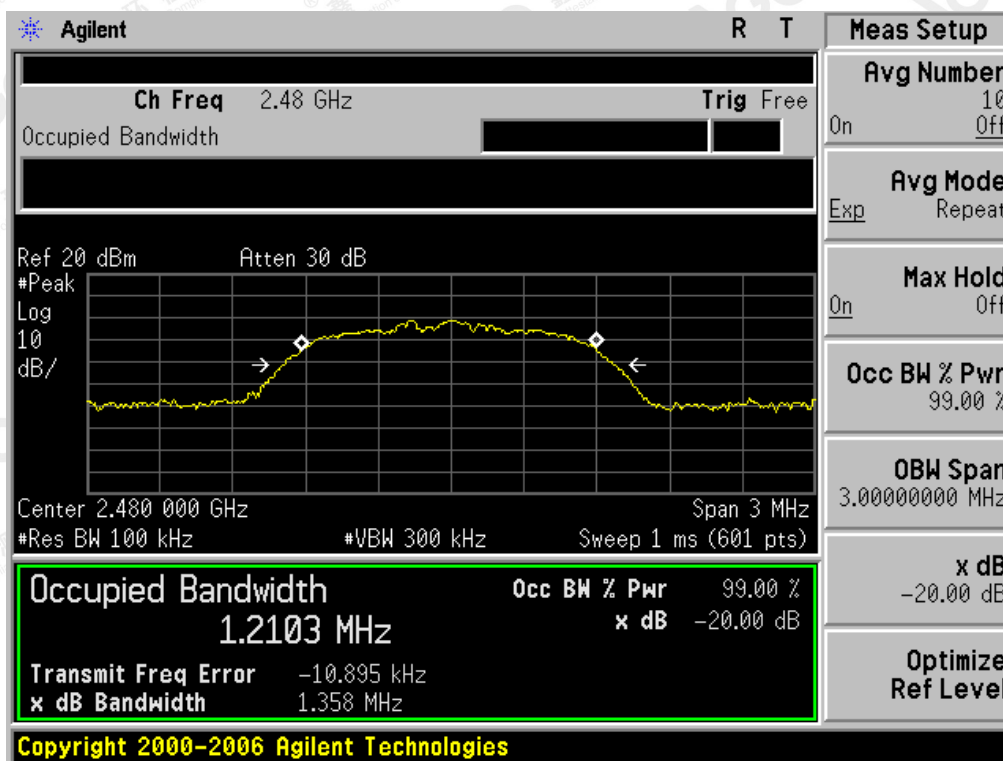 Agilent R T Meas Setup
Ch Freq 2.48 GHz Trig Free
Occupied Bandwidth
Avg Number
10
On Off
Avg Mode
Exp Repeat
Max Hold
On Off
Occ BW % Pwr
99.00 %
OBW Span
3.00000000 MHz
x dB
-20.00 dB
Optimize
Ref Level
Ref 20 dBm Atten 30 dB
#Peak
Log
10
dB/
Center 2.480 000 GHz Span 3 MHz
#Res BW 100 kHz #VBW 300 kHz Sweep 1 ms (601 pts)
Occupied Bandwidth Occ BW % Pwr 99.00 %
1.2103 MHz x dB -20.00 dB
Transmit Freq Error -10.895 kHz
x dB Bandwidth 1.358 MHz
Copyright 2000-2006 Agilent Technologies